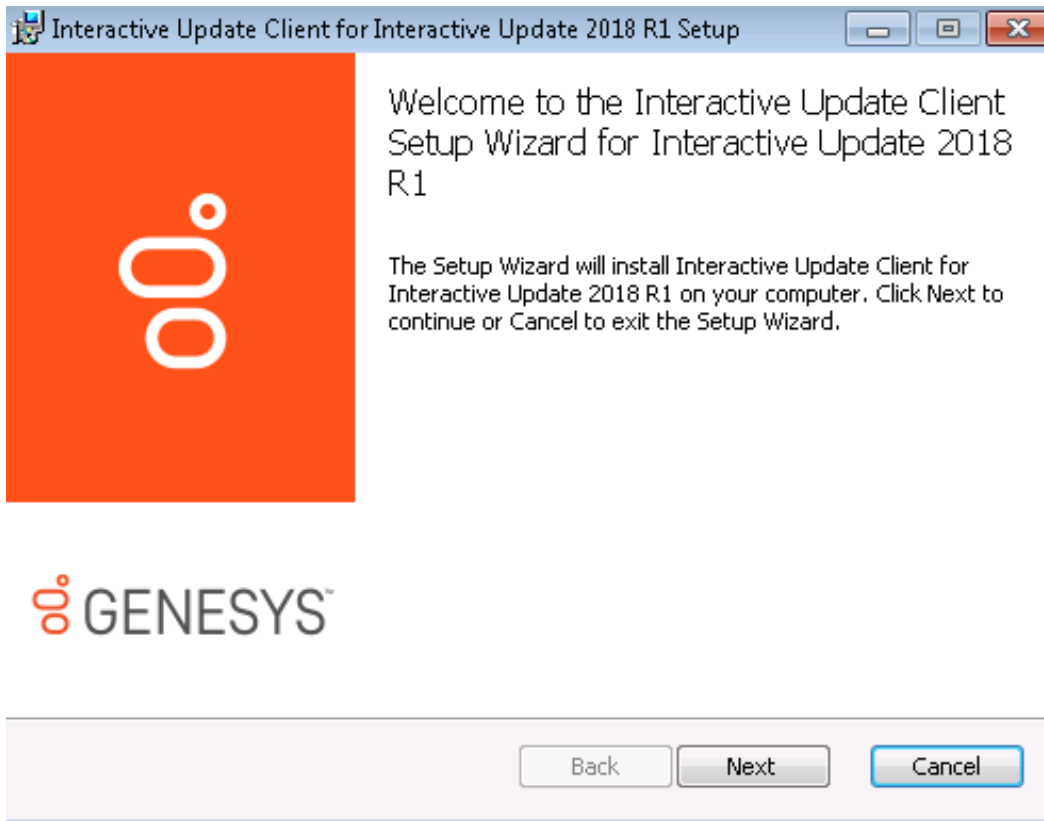 Interactive Update Client for Interactive Update 2018 R1 Setup
Welcome to the Interactive Update Client
Setup Wizard for Interactive Update 2018
R1
The Setup Wizard will install Interactive Update Client for
Interactive Update 2018 R1 on your computer. Click Next to
continue or Cancel to exit the Setup Wizard.
GENESYS™
Back Next Cancel